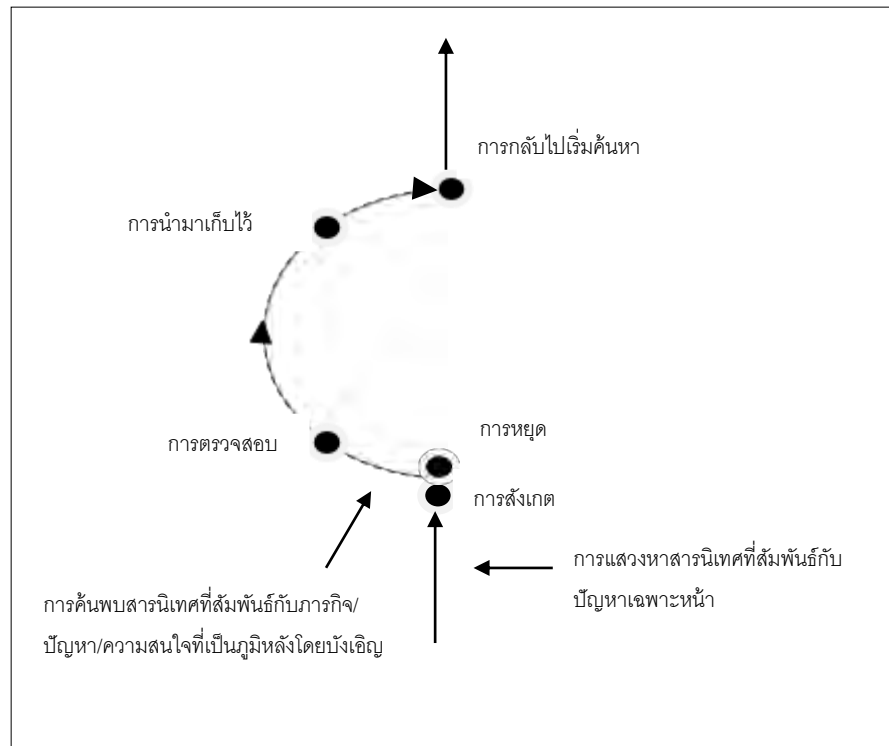 การกลับไปเริ่มค้นหา
การนำมาเก็บไว้
การหยุด
การตรวจสอบ
การสังเกต
การแสวงหาสารนิเทศที่สัมพันธ์กับ
ปัญหาเฉพาะหน้า
การค้นพบสารนิเทศที่สัมพันธ์กับภารกิจ/
ปัญหา/ความสนใจที่เป็นภูมิหลังโดยบังเอิญ